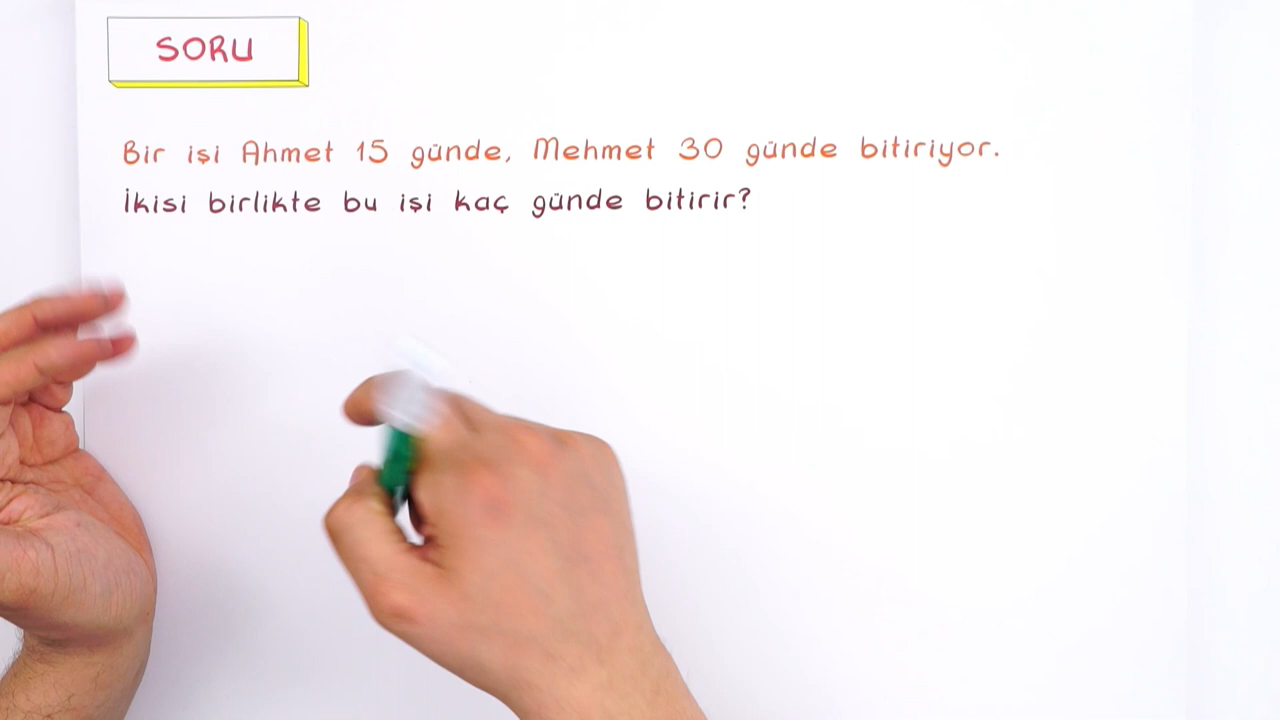 SORU
Bir işi Ahmet 15 günde, Mehmet 30 günde bitiriyor.
İkisi birlikte bu işi kaç günde bitirir?